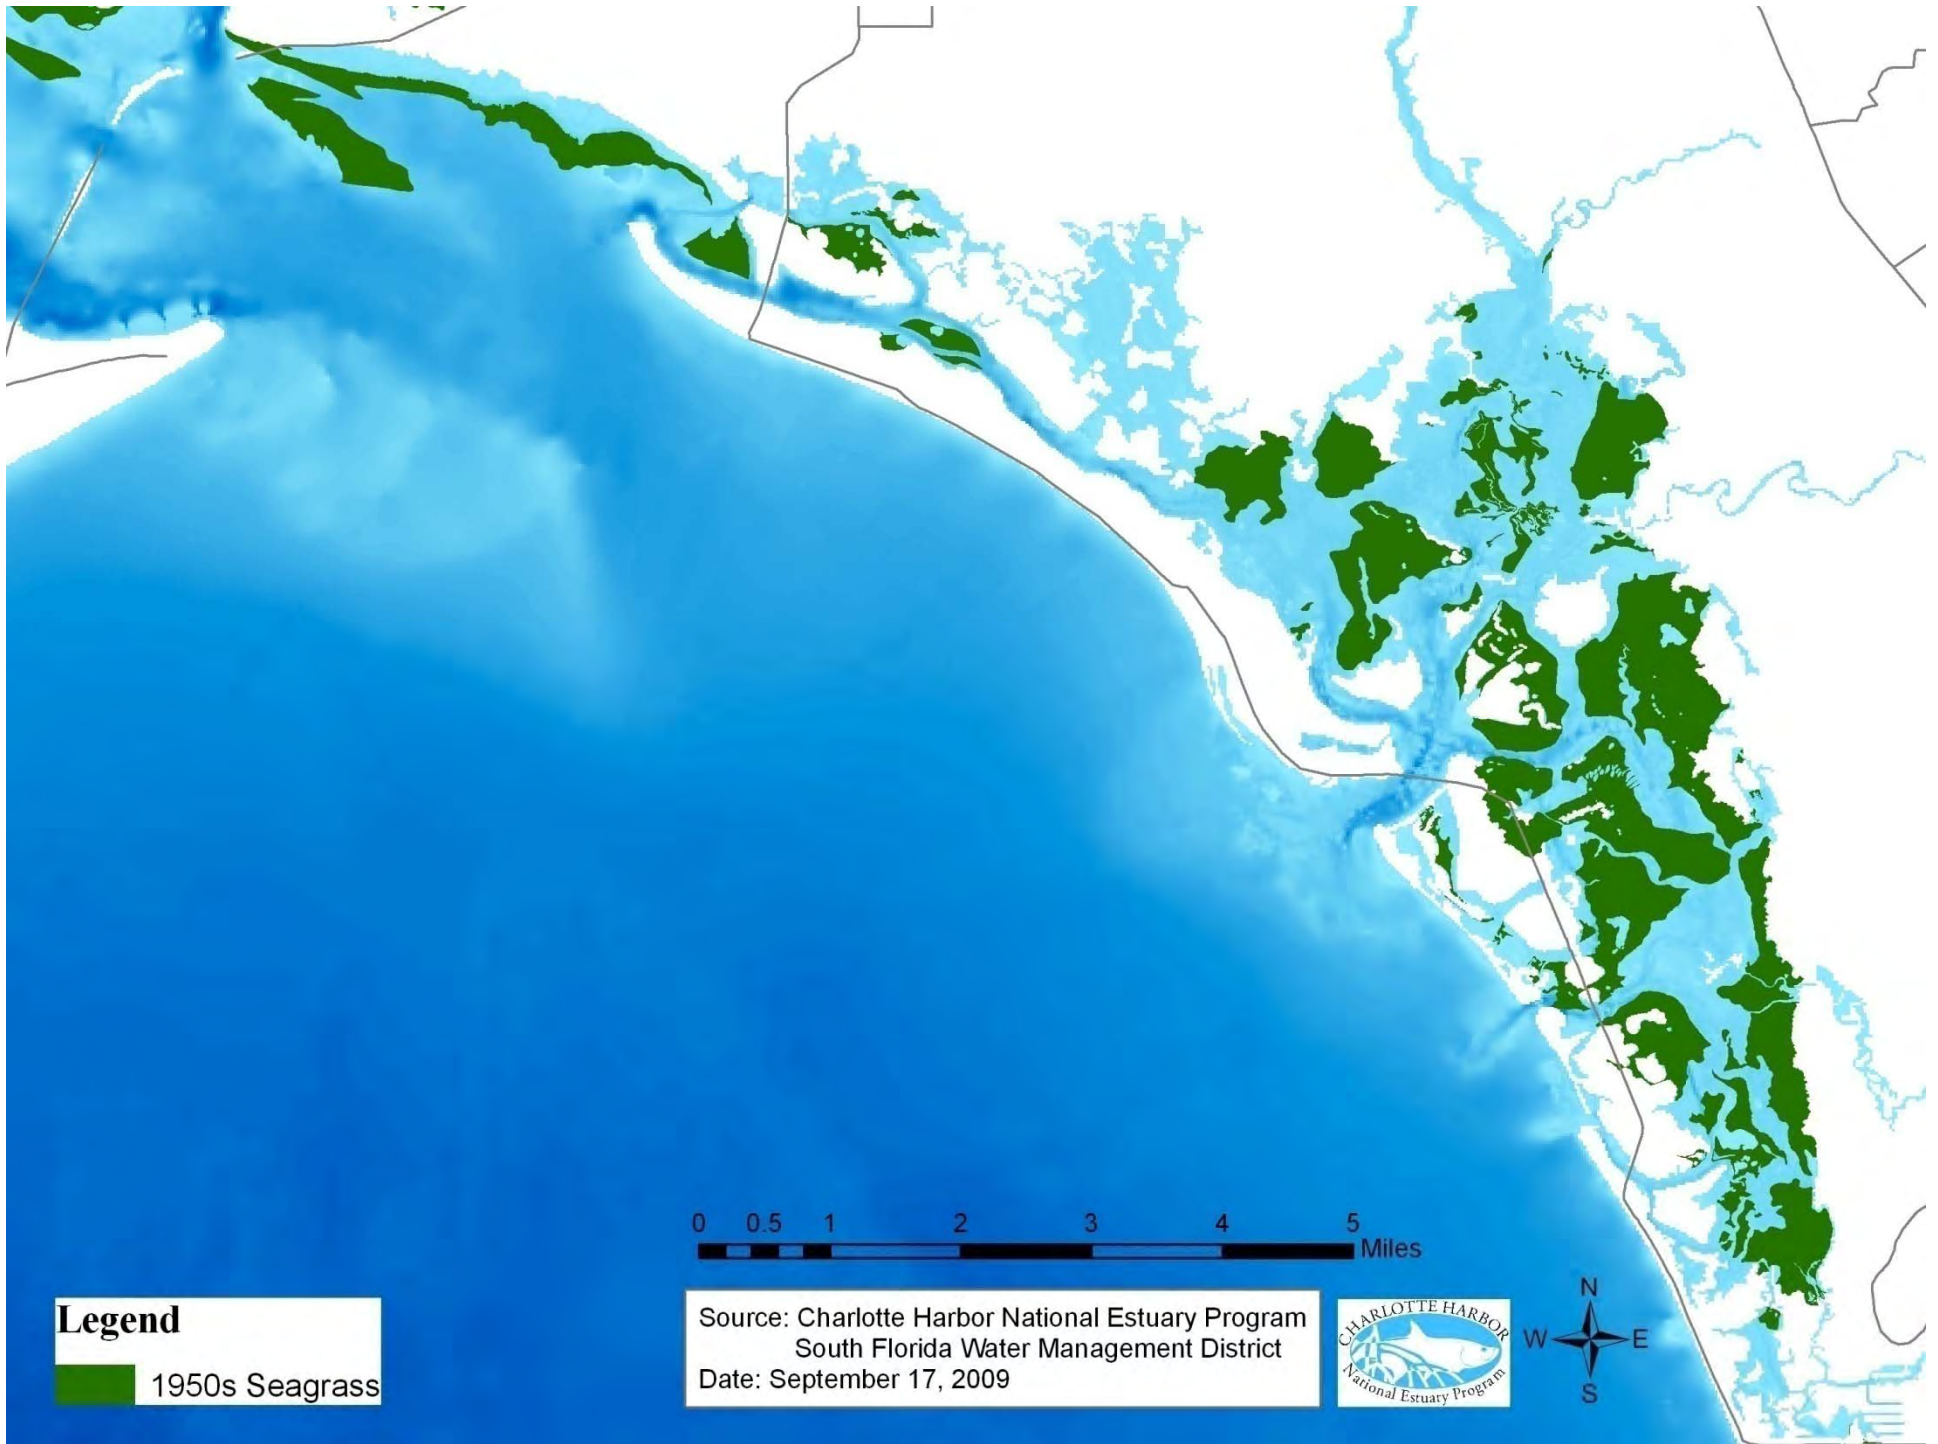 0 0.5 1 2 3 4 5
Miles
Legend
1950s Seagrass
Source: Charlotte Harbor National Estuary Program
South Florida Water Management District
Date: September 17, 2009
CHARLOTTE HARBOR
National Estuary Program
N
W E
S